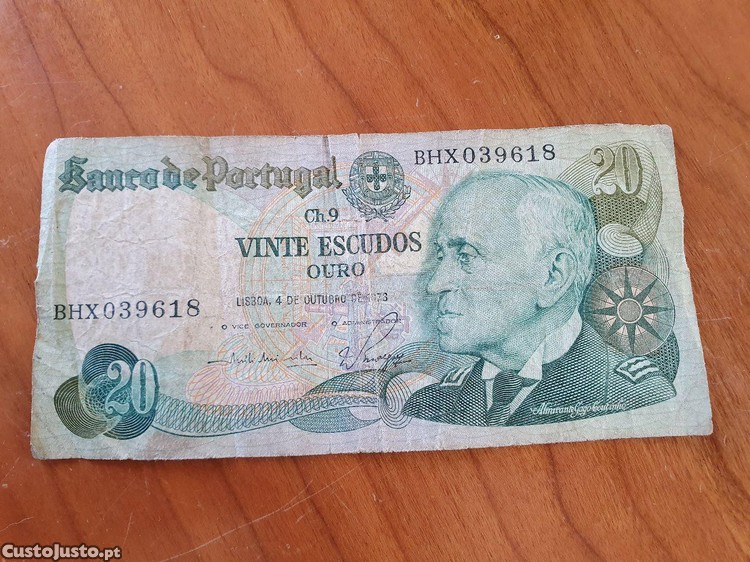 Banco de Portugal
BHX039618
20
Ch.9
VINTE ESCUDOS
OURO
LISBOA, 4 DE OUTUBRO DE 1978
BHX039618
O VICE GOVERNADOR O ADMINISTRADOR
20
Almirante Gago Coutinho
CustoJusto.pt